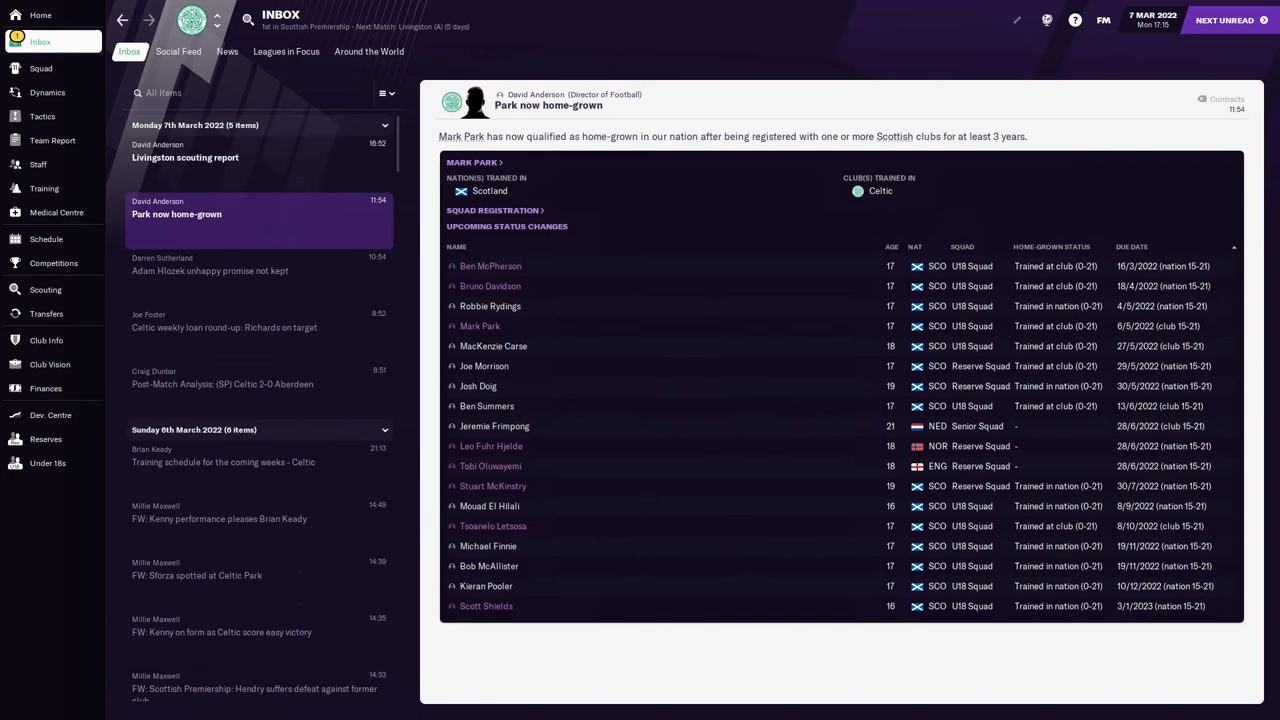 Home
Inbox
1
Squad
Dynamics
Tactics
Team Report
Staff
Training
Medical Centre
Schedule
Competitions
Scouting
Transfers
Club Info
Club Vision
Finances
Dev. Centre
Reserves
Under 18s
INBOX
1st in Scottish Premiership - Next Match: Livingston (A) (5 days)
FM
7 MAR 2022
Mon 17:15
NEXT UNREAD
Inbox
Social Feed
News
Leagues in Focus
Around the World
All Items
Monday 7th March 2022 (5 items)
David Anderson 16:52
Livingston scouting report
David Anderson 11:54
Park now home-grown
Darren Sutherland 10:54
Adam Hlozek unhappy promise not kept
Joe Foster 8:52
Celtic weekly loan round-up: Richards on target
Craig Dunbar 8:51
Post-Match Analysis: (SP) Celtic 2-0 Aberdeen
Sunday 6th March 2022 (6 items)
Brian Keady 21:13
Training schedule for the coming weeks - Celtic
Millie Maxwell 14:49
FW: Kenny performance pleases Brian Keady
Millie Maxwell 14:39
FW: Sforza spotted at Celtic Park
Millie Maxwell 14:35
FW: Kenny on form as Celtic score easy victory
Millie Maxwell 14:33
FW: Scottish Premiership: Hendry suffers defeat against former
club
David Anderson (Director of Football)
Park now home-grown
Contracts
11:54
Mark Park has now qualified as home-grown in our nation after being registered with one or more Scottish clubs for at least 3 years.
MARK PARK >
NATION(S) TRAINED IN CLUB(S) TRAINED IN
Scotland Celtic
SQUAD REGISTRATION >
UPCOMING STATUS CHANGES
NAME AGE NAT SQUAD HOME-GROWN STATUS DUE DATE
Ben McPherson 17 SCO U18 Squad Trained at club (0-21) 16/3/2022 (nation 15-21)
Bruno Davidson 17 SCO U18 Squad Trained at club (0-21) 18/4/2022 (nation 15-21)
Robbie Rydings 17 SCO U18 Squad Trained in nation (0-21) 4/5/2022 (nation 15-21)
Mark Park 17 SCO U18 Squad Trained at club (0-21) 6/5/2022 (club 15-21)
MacKenzie Carse 18 SCO U18 Squad Trained at club (0-21) 27/5/2022 (club 15-21)
Joe Morrison 17 SCO Reserve Squad Trained at club (0-21) 29/5/2022 (nation 15-21)
Josh Doig 19 SCO Reserve Squad Trained in nation (0-21) 30/5/2022 (nation 15-21)
Ben Summers 17 SCO U18 Squad Trained at club (0-21) 13/6/2022 (club 15-21)
Jeremie Frimpong 21 NED Senior Squad - 28/6/2022 (club 15-21)
Leo Fuhr Hjelde 18 NOR Reserve Squad - 28/6/2022 (nation 15-21)
Tobi Oluwayemi 18 ENG Reserve Squad - 28/6/2022 (nation 15-21)
Stuart McKinstry 19 SCO Reserve Squad Trained in nation (0-21) 30/7/2022 (nation 15-21)
Mouad El Hilali 16 SCO U18 Squad Trained in nation (0-21) 8/9/2022 (nation 15-21)
Tsoanelo Letsosa 17 SCO U18 Squad Trained at club (0-21) 8/10/2022 (club 15-21)
Michael Finnie 17 SCO U18 Squad Trained in nation (0-21) 19/11/2022 (nation 15-21)
Bob McAllister 17 SCO U18 Squad Trained in nation (0-21) 19/11/2022 (nation 15-21)
Kieran Pooler 17 SCO U18 Squad Trained in nation (0-21) 10/12/2022 (nation 15-21)
Scott Shields 16 SCO U18 Squad Trained in nation (0-21) 3/1/2023 (nation 15-21)